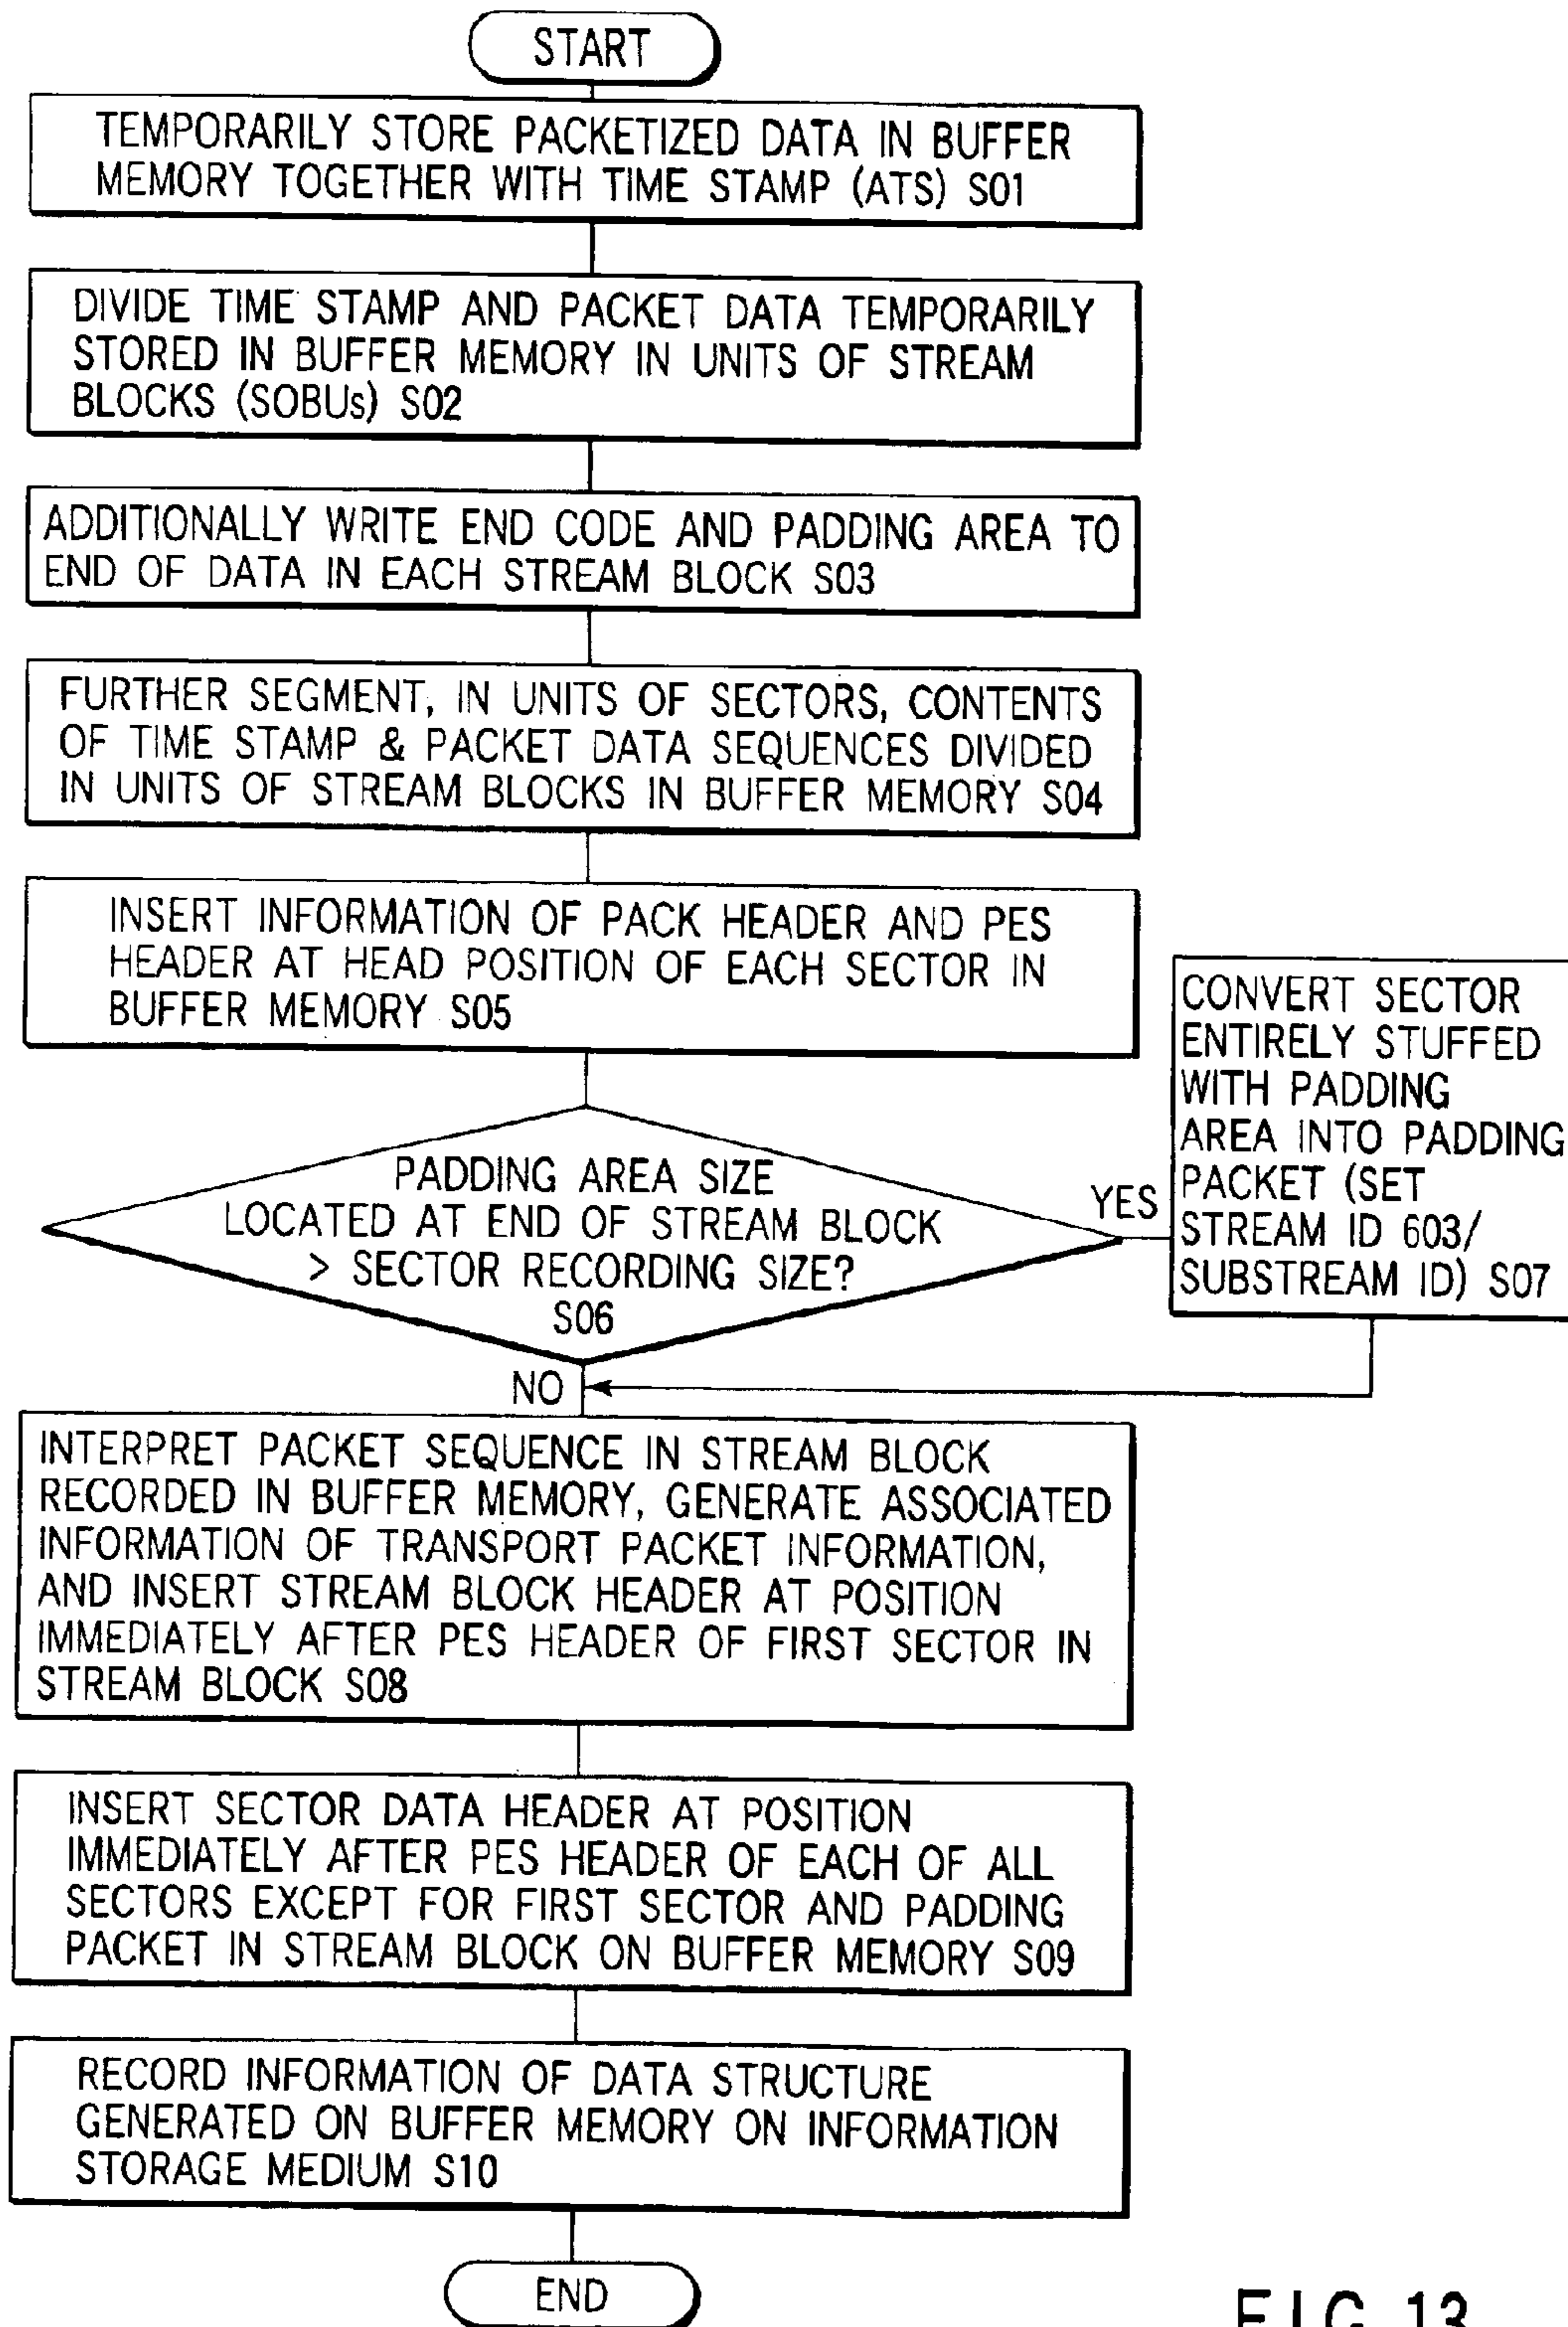 START
TEMPORARILY STORE PACKETIZED DATA IN BUFFER
MEMORY TOGETHER WITH TIME STAMP (ATS) S01
DIVIDE TIME STAMP AND PACKET DATA TEMPORARILY
STORED IN BUFFER MEMORY IN UNITS OF STREAM
BLOCKS (SOBUs) S02
ADDITIONALLY WRITE END CODE AND PADDING AREA TO
END OF DATA IN EACH STREAM BLOCK S03
FURTHER SEGMENT, IN UNITS OF SECTORS, CONTENTS
OF TIME STAMP & PACKET DATA SEQUENCES DIVIDED
IN UNITS OF STREAM BLOCKS IN BUFFER MEMORY S04
INSERT INFORMATION OF PACK HEADER AND PES
HEADER AT HEAD POSITION OF EACH SECTOR IN
BUFFER MEMORY S05
PADDING AREA SIZE
LOCATED AT END OF STREAM BLOCK
> SECTOR RECORDING SIZE?
S06
YES
CONVERT SECTOR
ENTIRELY STUFFED
WITH PADDING
AREA INTO PADDING
PACKET (SET
STREAM ID 603/
SUBSTREAM ID) S07
NO
INTERPRET PACKET SEQUENCE IN STREAM BLOCK
RECORDED IN BUFFER MEMORY, GENERATE ASSOCIATED
INFORMATION OF TRANSPORT PACKET INFORMATION,
AND INSERT STREAM BLOCK HEADER AT POSITION
IMMEDIATELY AFTER PES HEADER OF FIRST SECTOR IN
STREAM BLOCK S08
INSERT SECTOR DATA HEADER AT POSITION
IMMEDIATELY AFTER PES HEADER OF EACH OF ALL
SECTORS EXCEPT FOR FIRST SECTOR AND PADDING
PACKET IN STREAM BLOCK ON BUFFER MEMORY S09
RECORD INFORMATION OF DATA STRUCTURE
GENERATED ON BUFFER MEMORY ON INFORMATION
STORAGE MEDIUM S10
END
FIG. 13